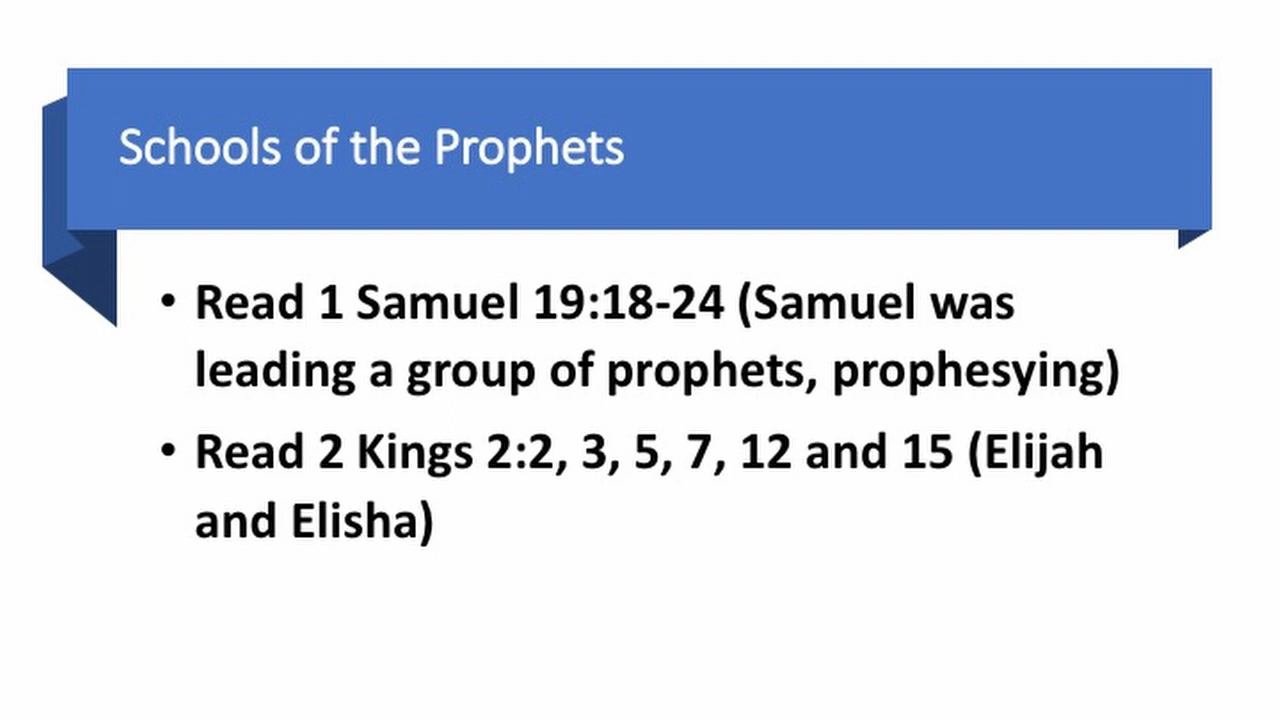 Schools of the Prophets
• Read 1 Samuel 19:18-24 (Samuel was
leading a group of prophets, prophesying)
• Read 2 Kings 2:2, 3, 5, 7, 12 and 15 (Elijah
and Elisha)